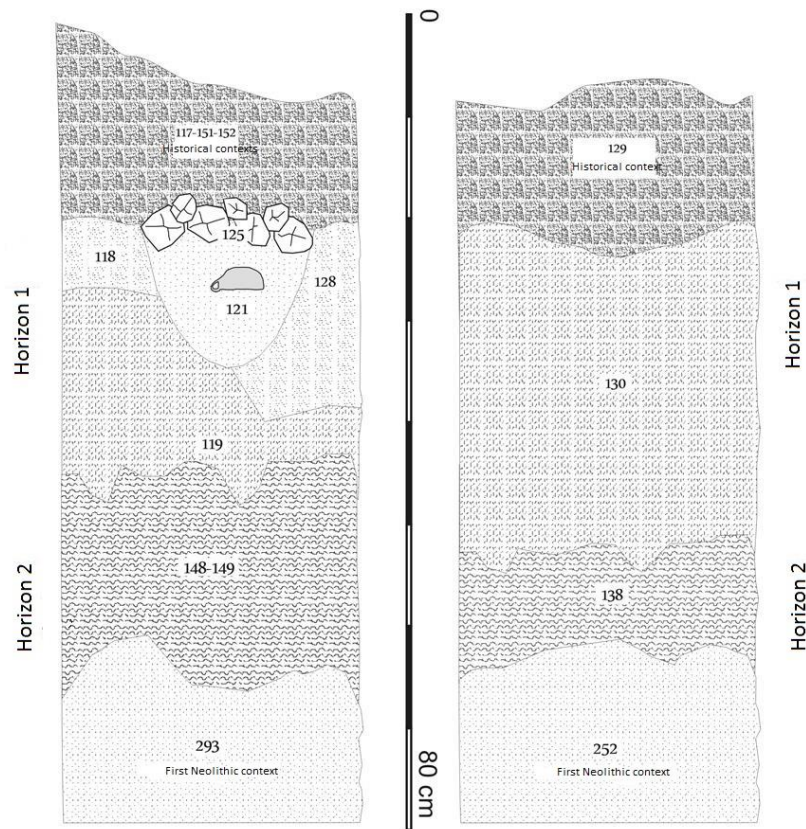 0
117-151-152
Historical contexts
125
118
128
121
119
148-149
293
First Neolithic context
Horizon 1
Horizon 2
129
Historical context
130
138
252
First Neolithic context
Horizon 1
Horizon 2
80 cm